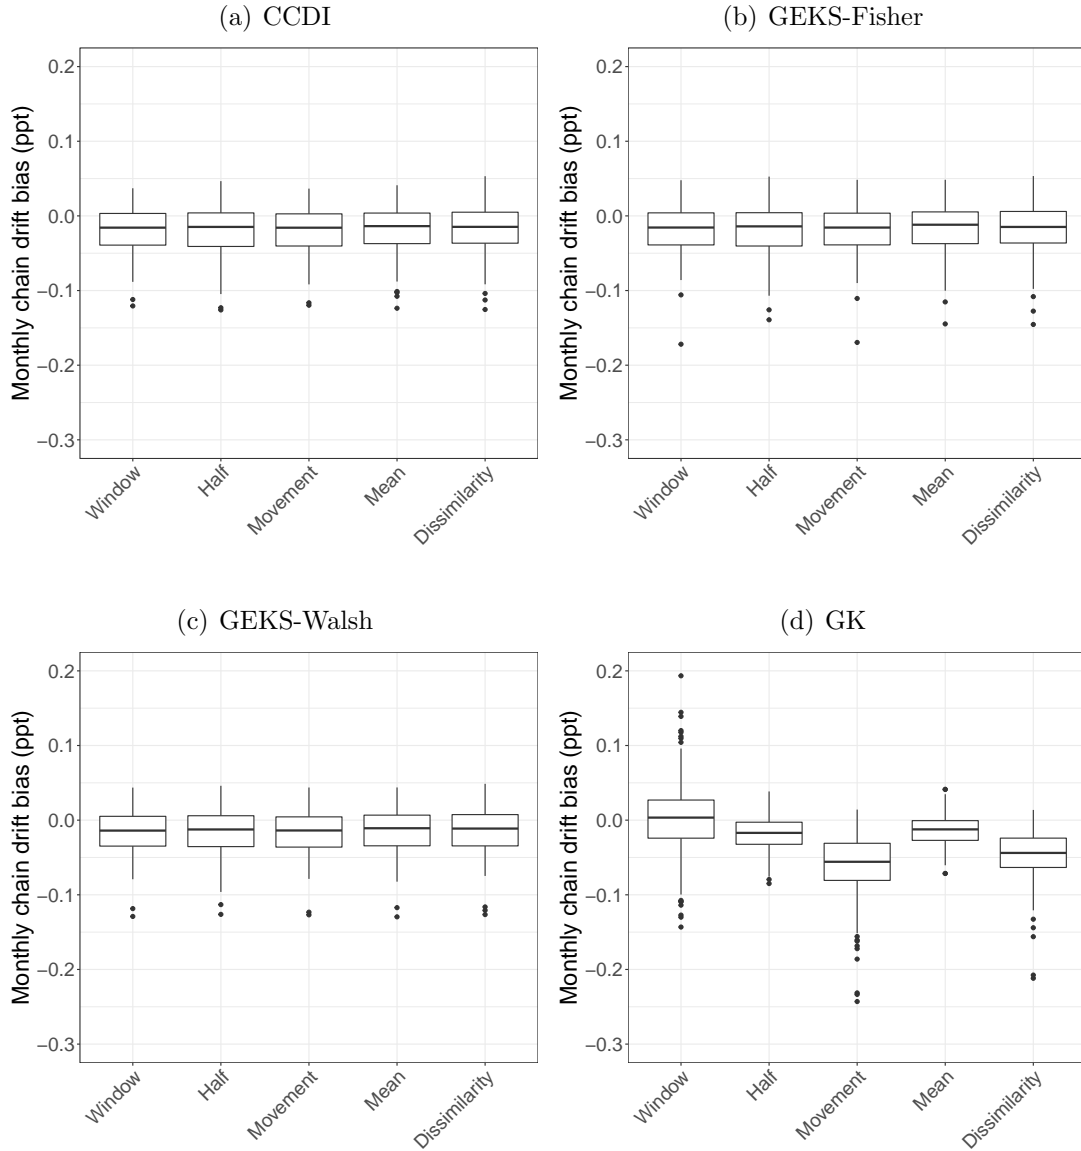 (a) CCDI
Monthly chain drift bias (ppt)
0.2
0.1
0.0
−0.1
−0.2
−0.3
Window
Half
Movement
Mean
Dissimilarity
(b) GEKS-Fisher
Monthly chain drift bias (ppt)
0.2
0.1
0.0
−0.1
−0.2
−0.3
Window
Half
Movement
Mean
Dissimilarity
(c) GEKS-Walsh
Monthly chain drift bias (ppt)
0.2
0.1
0.0
−0.1
−0.2
−0.3
Window
Half
Movement
Mean
Dissimilarity
(d) GK
Monthly chain drift bias (ppt)
0.2
0.1
0.0
−0.1
−0.2
−0.3
Window
Half
Movement
Mean
Dissimilarity